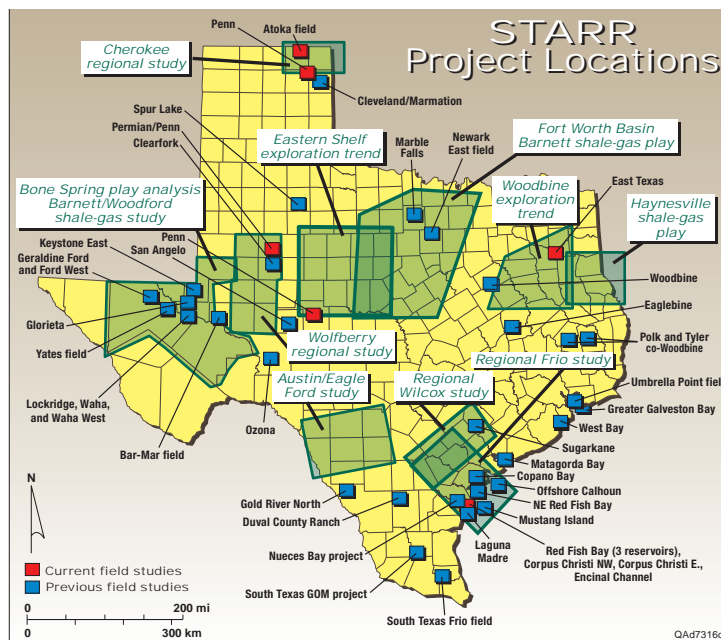 STARR
Project Locations
Penn
Atoka field
Cherokee
regional study
Cleveland/Marmation
Spur Lake
Permian/Penn
Clearfork
Eastern Shelf
exploration trend
Marble
Falls
Newark
East field
Fort Worth Basin
Barnett shale-gas play
Bone Spring play analysis
Barnett/Woodford
shale-gas study
Woodbine
exploration
trend
East Texas
Haynesville
shale-gas
play
Keystone East
Penn
San Angelo
Geraldine Ford
and Ford West
Woodbine
Glorieta
Eaglebine
Yates field
Wolfberry
regional study
Polk and Tyler
co-Woodbine
Regional Frio study
Austin/Eagle
Ford study
Regional
Wilcox study
Umbrella Point field
Lockridge, Waha,
and Waha West
Greater Galveston Bay
Ozona
West Bay
Sugarkane
Bar-Mar field
Matagorda Bay
Copano Bay
Gold River North
Offshore Calhoun
Duval County Ranch
NE Red Fish Bay
Mustang Island
Nueces Bay project
Laguna
Madre
Red Fish Bay (3 reservoirs),
Corpus Christi NW, Corpus Christi E.,
Encinal Channel
South Texas GOM project
South Texas Frio field
N
Current field studies
Previous field studies
0 200 mi
0 300 km
QAd7316c